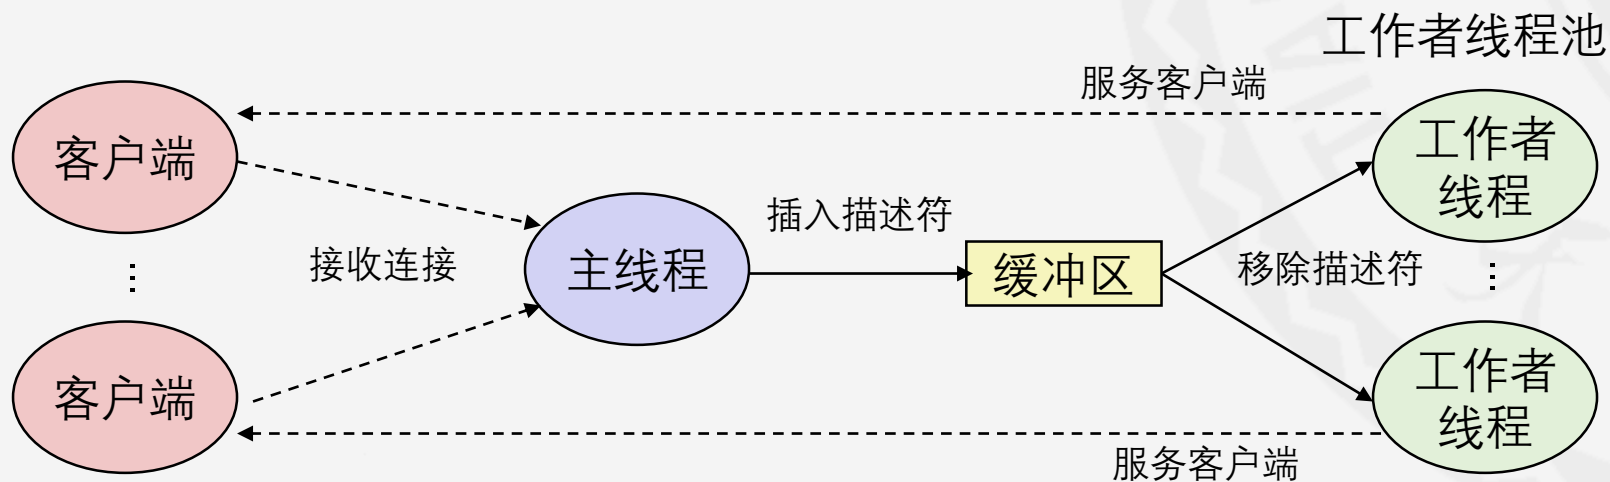 工作者线程池
服务客户端
客户端
工作者
线程
插入描述符
接收连接
主线程
缓冲区
移除描述符
客户端
工作者
线程
服务客户端